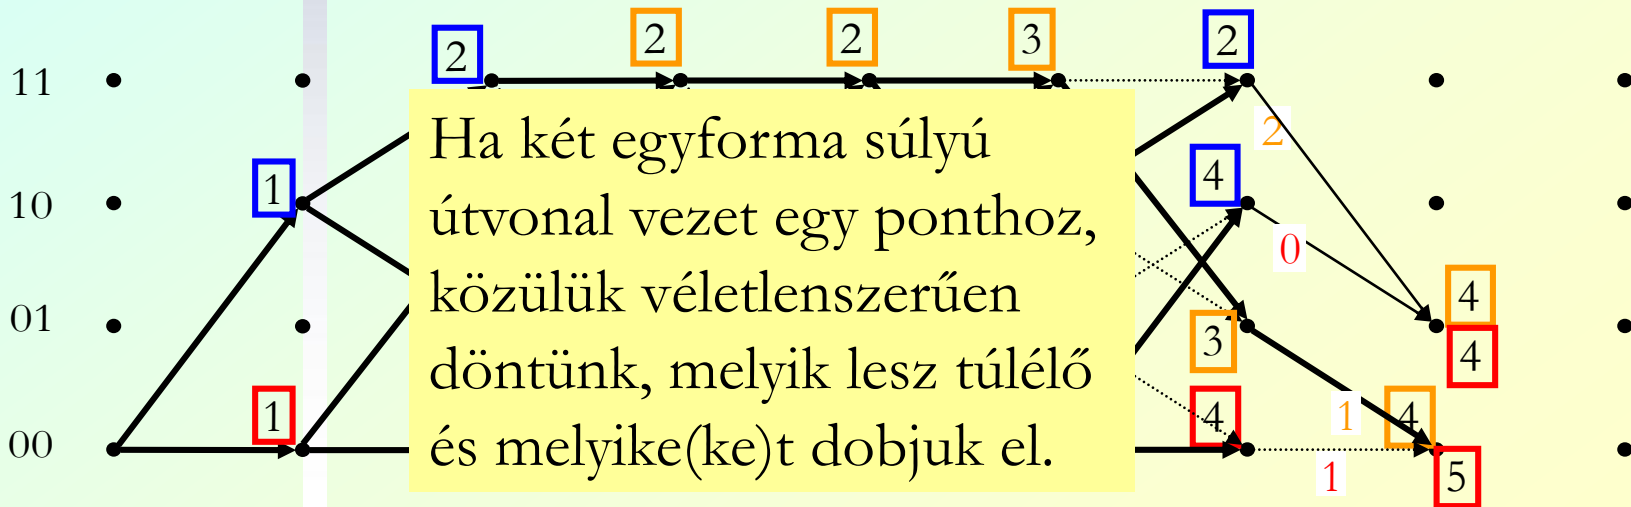 2 2 2 3 2
11
2
Ha két egyforma súlyú
útvonal vezet egy ponthoz,
közülük véletlenszerűen
döntünk, melyik lesz túlélő
és melyike(ke)t dobjuk el.
1 4
10
0
4
01
3
4
1 4 1 4
00
1 5